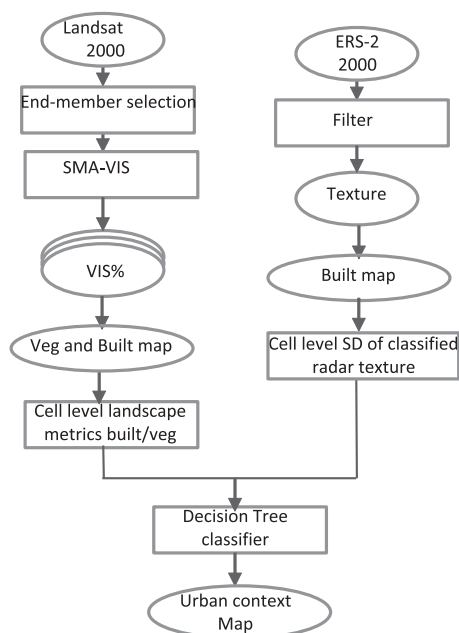 Landsat
2000
End-member selection
SMA-VIS
VIS%
Veg and Built map
Cell level landscape
metrics built/veg
ERS-2
2000
Filter
Texture
Built map
Cell level SD of classified
radar texture
Decision Tree
classifier
Urban context
Map